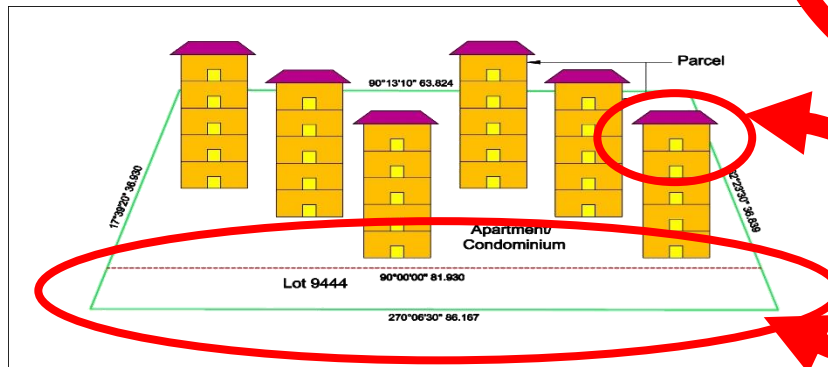 Parcel
90°13'10" 63.824
17°39'20" 36.930
2°23'30" 36.839
Apartment/
Condominium
Lot 9444
90°00'00" 81.930
270°06'30" 86.167